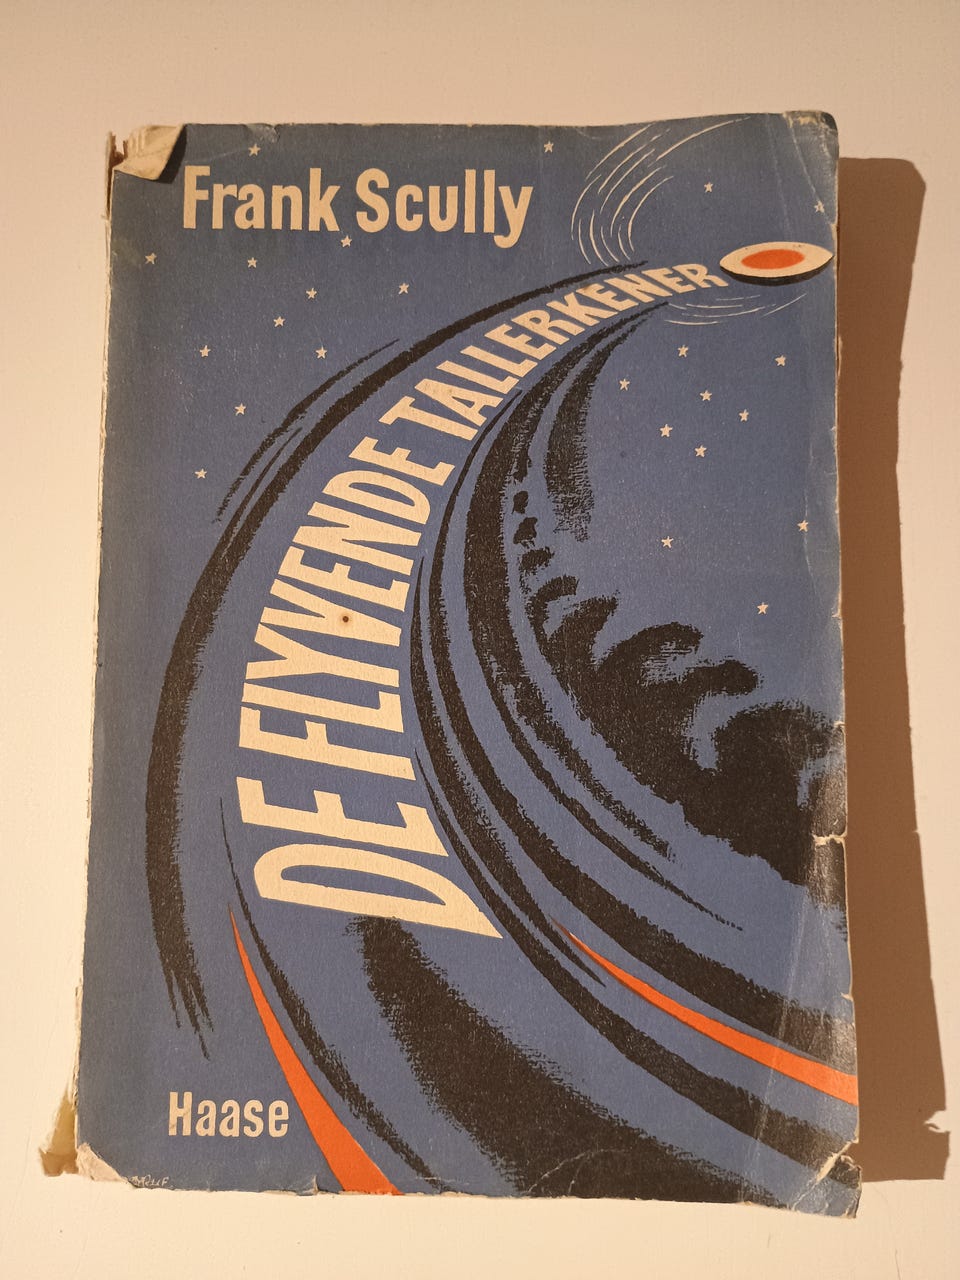 Frank Scully
DE FLYVENDE TALLERKENER
Haase